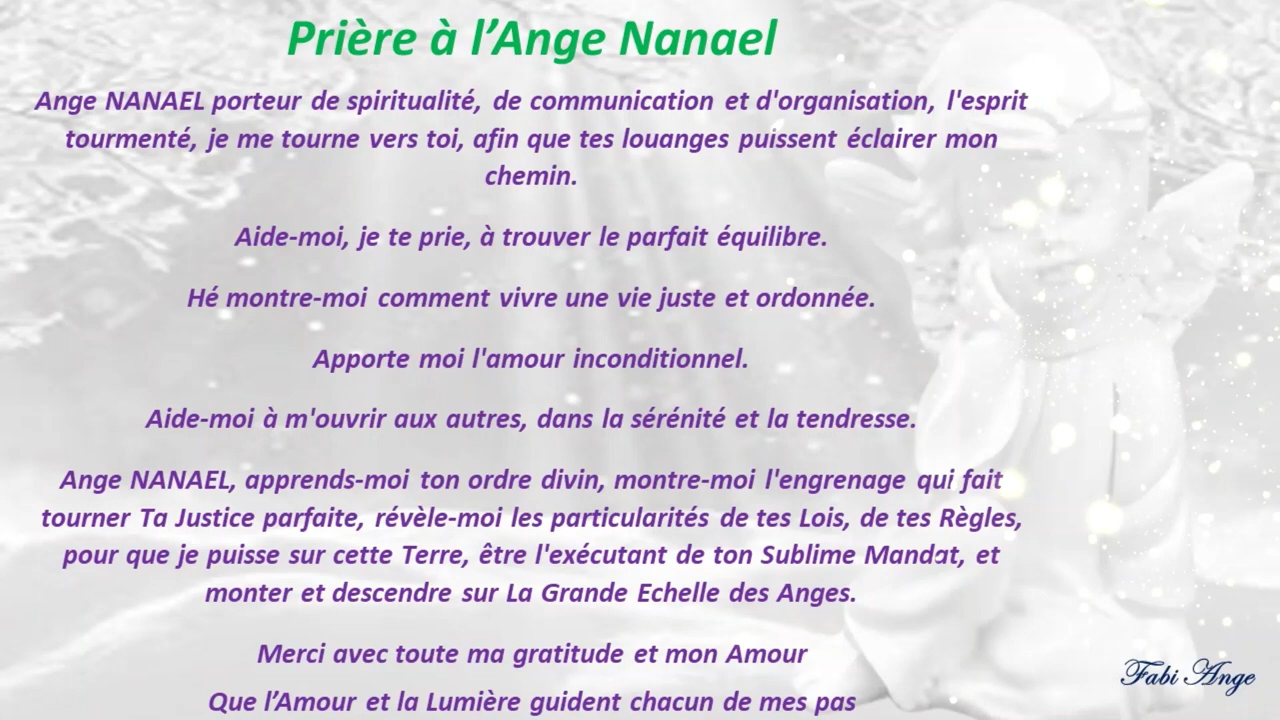 Prière à l’Ange Nanael
Ange NANAEL porteur de spiritualité, de communication et d'organisation, l'esprit
tourmenté, je me tourne vers toi, afin que tes louanges puissent éclairer mon
chemin.
Aide-moi, je te prie, à trouver le parfait équilibre.
Hé montre-moi comment vivre une vie juste et ordonnée.
Apporte moi l'amour inconditionnel.
Aide-moi à m'ouvrir aux autres, dans la sérénité et la tendresse.
Ange NANAEL, apprends-moi ton ordre divin, montre-moi l'engrenage qui fait
tourner Ta Justice parfaite, révèle-moi les particularités de tes Lois, de tes Règles,
pour que je puisse sur cette Terre, être l'exécutant de ton Sublime Mandat, et
monter et descendre sur La Grande Echelle des Anges.
Merci avec toute ma gratitude et mon Amour
Que l’Amour et la Lumière guident chacun de mes pas
Fabi Ange